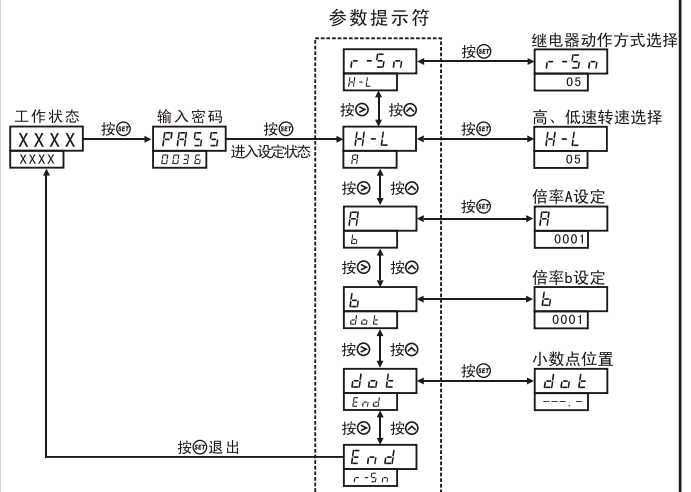 参数提示符
继电器动作方式选择
r-Sn
H-L
按SET
r-Sn
05
按 按
工作状态
XXXX
XXXX
按SET
输入密码
PASS
0036
按SET
进入设定状态
H-L
A
按SET
高、低速转速选择
H-L
05
按 按
A
b
按SET
倍率A设定
A
0001
按 按
b
dot
倍率b设定
b
0001
按 按
dot
End
按SET
小数点位置
dot
---.-
按 按
End
r-Sn
按SET退出